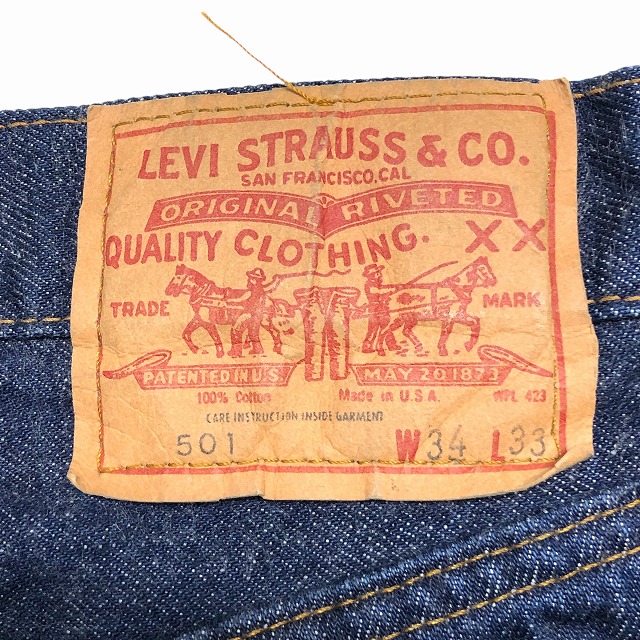 LEVI STRAUSS & CO.
SAN FRANCISCO, CAL
ORIGINAL RIVETED
QUALITY CLOTHING. XX
TRADE MARK
PATENTED IN U.S. MAY 20.1873
100% Cotton Made in U.S.A. WPL 423
CARE INSTRUCTION INSIDE GARMENT
501 W34 L33